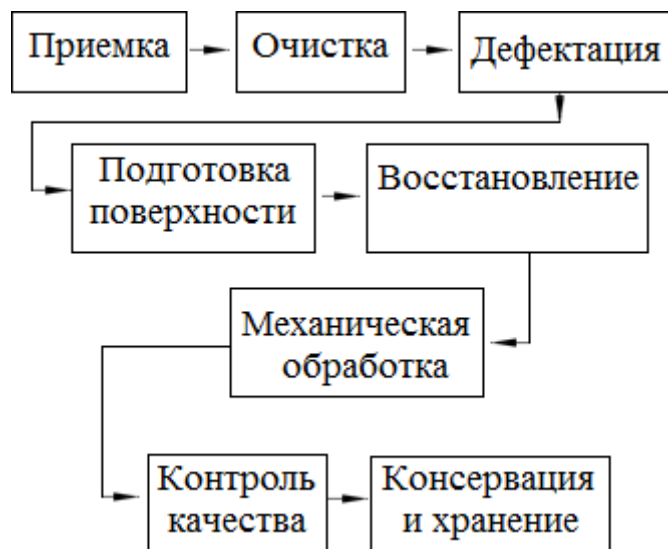 Приемка
Очистка
Дефектация
Подготовка
поверхности
Восстановление
Механическая
обработка
Контроль
качества
Консервация
и хранение